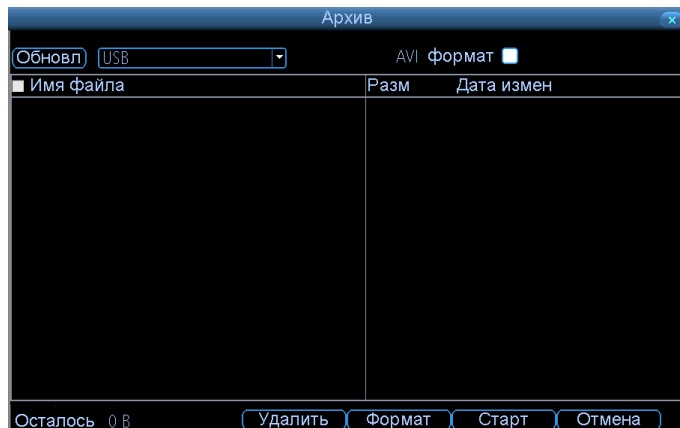 Архив
Обновл USB AVI формат
Имя файла Разм Дата измен
Осталось 0 B Удалить Формат Старт Отмена